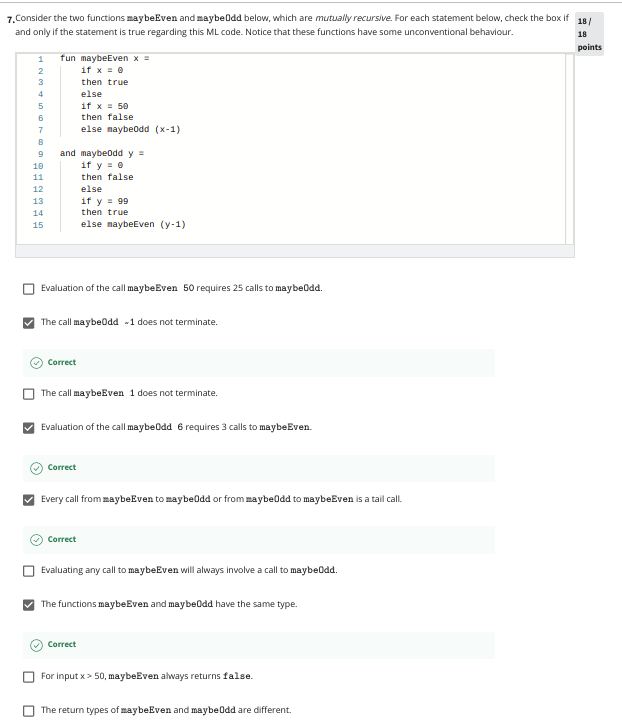 7. Consider the two functions maybeEven and maybeOdd below, which are mutually recursive. For each statement below, check the box if
and only if the statement is true regarding this ML code. Notice that these functions have some unconventional behaviour.
18 /
18
points
1 fun maybeEven x =
2 if x = 0
3 then true
4 else
5 if x = 50
6 then false
7 else maybeOdd (x-1)
8
9 and maybeOdd y =
10 if y = 0
11 then false
12 else
13 if y = 99
14 then true
15 else maybeEven (y-1)
Evaluation of the call maybeEven 50 requires 25 calls to maybeOdd.
The call maybeOdd ~1 does not terminate.
Correct
The call maybeEven 1 does not terminate.
Evaluation of the call maybeOdd 6 requires 3 calls to maybeEven.
Correct
Every call from maybeEven to maybeOdd or from maybeOdd to maybeEven is a tail call.
Correct
Evaluating any call to maybeEven will always involve a call to maybeOdd.
The functions maybeEven and maybeOdd have the same type.
Correct
For input x > 50, maybeEven always returns false.
The return types of maybeEven and maybeOdd are different.